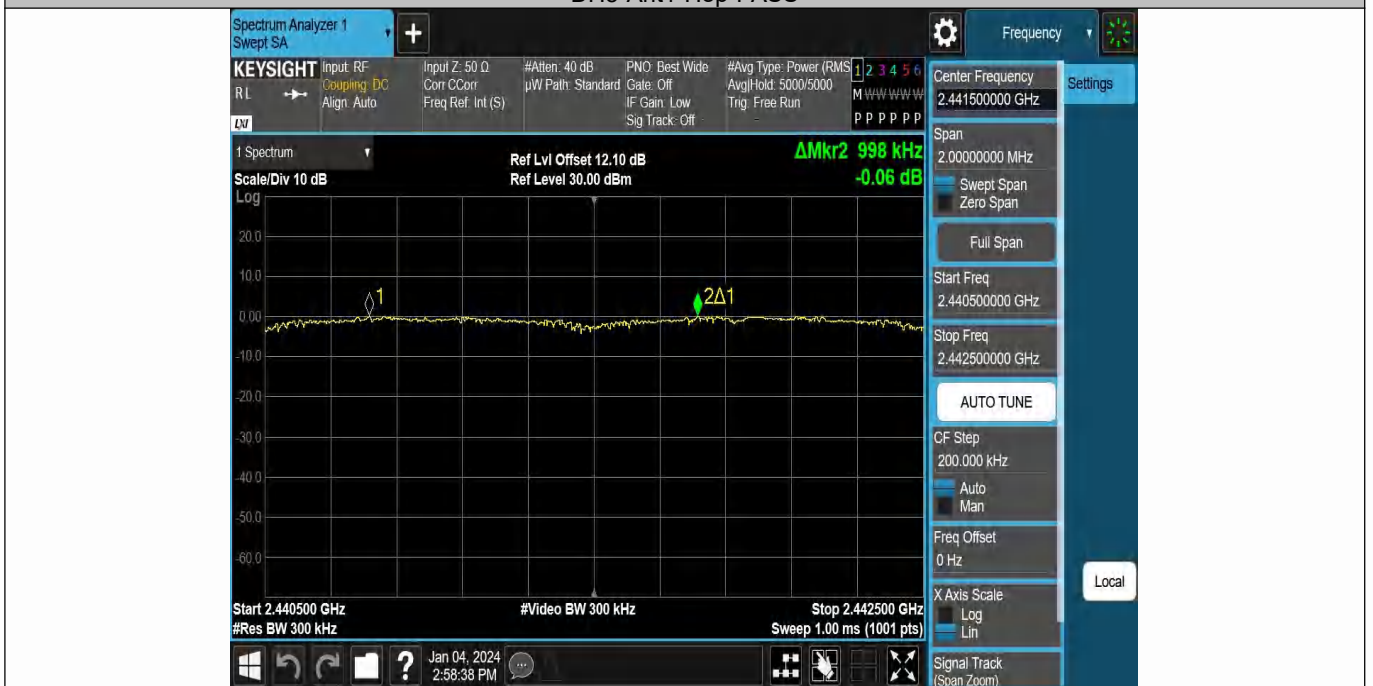 Spectrum Analyzer 1
Swept SA
Frequency
KEYSIGHT
RL
LXI
Input: RF
Coupling: DC
Align: Auto
Input Z: 50 Ω
Corr CCorr
Freq Ref: Int (S)
#Atten: 40 dB
µW Path: Standard
PNO: Best Wide
Gate: Off
IF Gain: Low
Sig Track: Off
#Avg Type: Power (RMS
Avg|Hold: 5000/5000
Trig: Free Run
1 2 3 4 5 6
M W W W W W
P P P P P P
1 Spectrum
Scale/Div 10 dB
Log
Ref Lvl Offset 12.10 dB
Ref Level 30.00 dBm
ΔMkr2 998 kHz
-0.06 dB
20.0
10.0
0.00
-10.0
-20.0
-30.0
-40.0
-50.0
-60.0
1
2Δ1
Start 2.440500 GHz
#Res BW 300 kHz
#Video BW 300 kHz
Stop 2.442500 GHz
Sweep 1.00 ms (1001 pts)
Center Frequency
2.441500000 GHz
Span
2.00000000 MHz
Swept Span
Zero Span
Full Span
Start Freq
2.440500000 GHz
Stop Freq
2.442500000 GHz
AUTO TUNE
CF Step
200.000 kHz
Auto
Man
Freq Offset
0 Hz
X Axis Scale
Log
Lin
Signal Track
(Span Zoom)
Settings
Local
?
Jan 04, 2024
2:58:38 PM